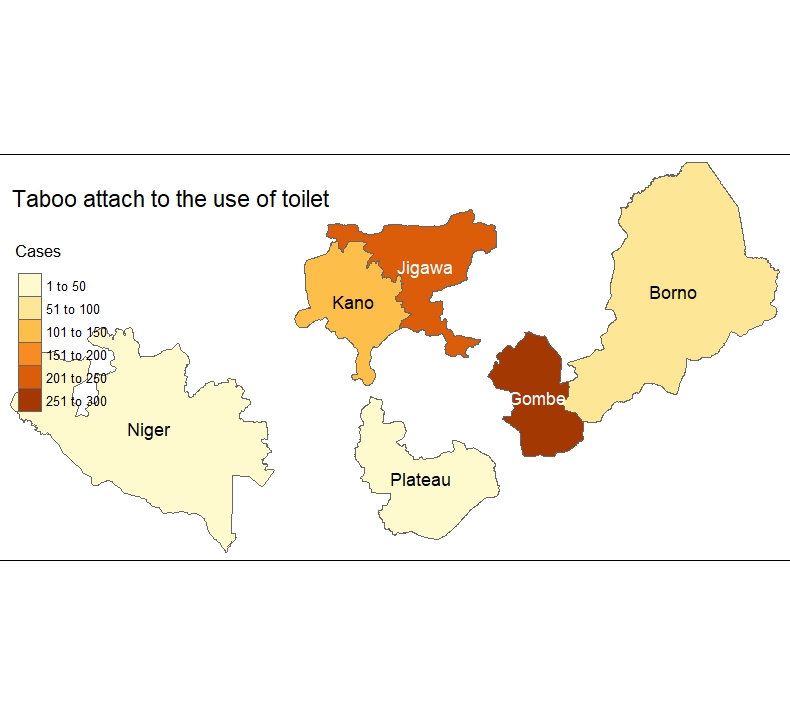 Taboo attach to the use of toilet
Cases
1 to 50
51 to 100
101 to 150
151 to 200
201 to 250
251 to 300
Jigawa
Kano
Borno
Gombe
Niger
Plateau